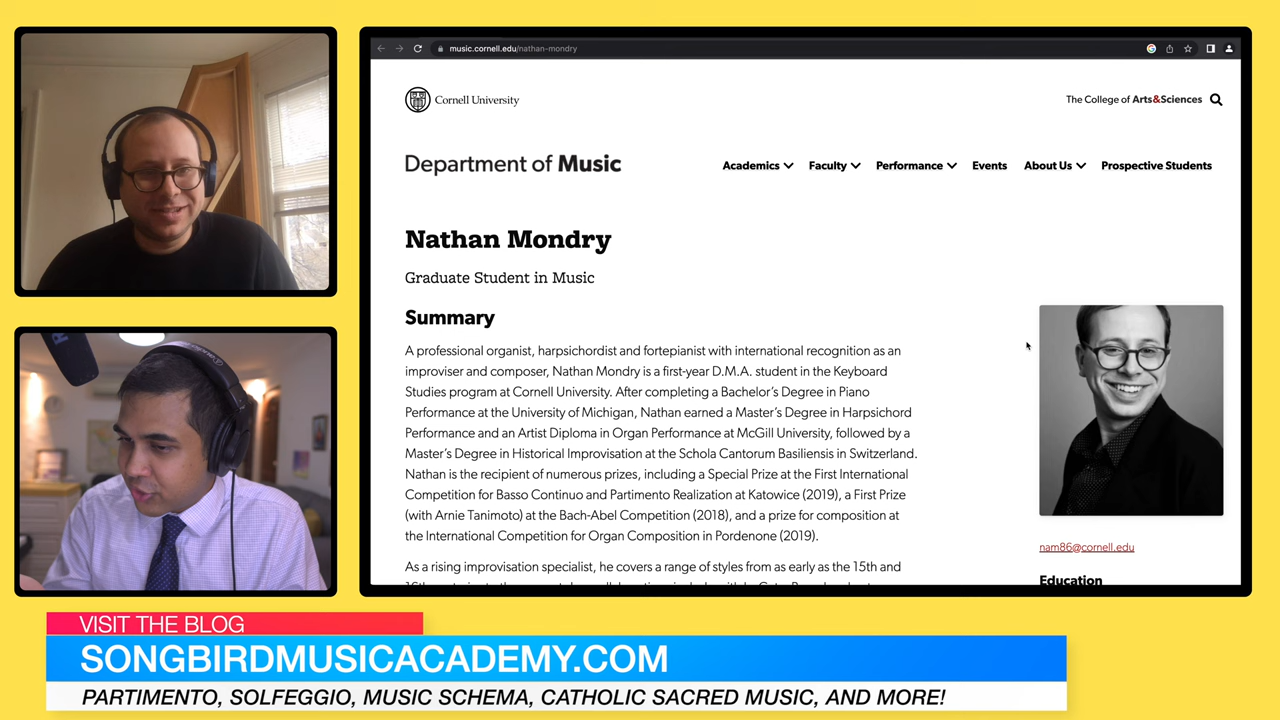 music.cornell.edu/nathan-mondry
Cornell University
The College of Arts&Sciences
Department of Music
Academics Faculty Performance Events About Us Prospective Students
Nathan Mondry
Graduate Student in Music
Summary
A professional organist, harpsichordist and fortepianist with international recognition as an
improviser and composer, Nathan Mondry is a first-year D.M.A. student in the Keyboard
Studies program at Cornell University. After completing a Bachelor's Degree in Piano
Performance at the University of Michigan, Nathan earned a Master's Degree in Harpsichord
Performance and an Artist Diploma in Organ Performance at McGill University, followed by a
Master's Degree in Historical Improvisation at the Schola Cantorum Basiliensis in Switzerland.
Nathan is the recipient of numerous prizes, including a Special Prize at the First International
Competition for Basso Continuo and Partimento Realization at Katowice (2019), a First Prize
(with Arnie Tanimoto) at the Bach-Abel Competition (2018), and a prize for composition at
the International Competition for Organ Composition in Pordenone (2019).
As a rising improvisation specialist, he covers a range of styles from as early as the 15th and
nam86@cornell.edu
Education
VISIT THE BLOG
SONGBIRDMUSICACADEMY.COM
PARTIMENTO, SOLFEGGIO, MUSIC SCHEMA, CATHOLIC SACRED MUSIC, AND MORE!